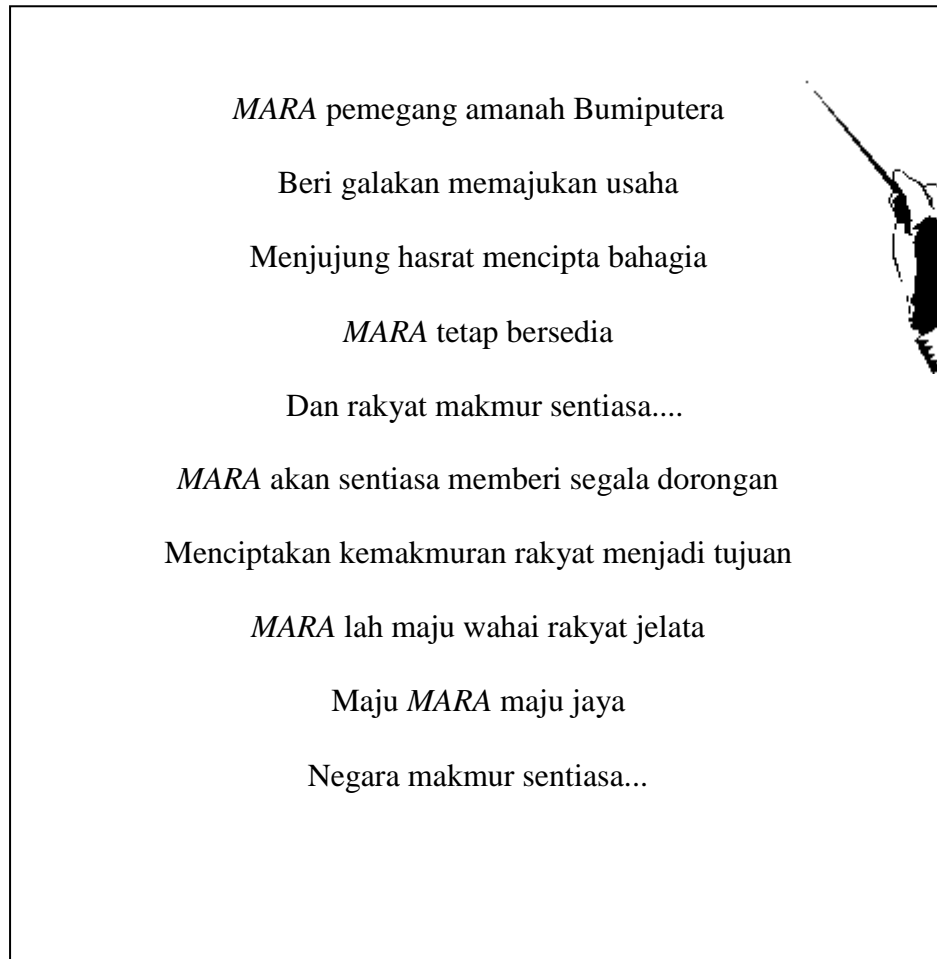 MARA pemegang amanah Bumiputera
Beri galakan memajukan usaha
Menjujung hasrat mencipta bahagia
MARA tetap bersedia
Dan rakyat makmur sentiasa....
MARA akan sentiasa memberi segala dorongan
Menciptakan kemakmuran rakyat menjadi tujuan
MARA lah maju wahai rakyat jelata
Maju MARA maju jaya
Negara makmur sentiasa...